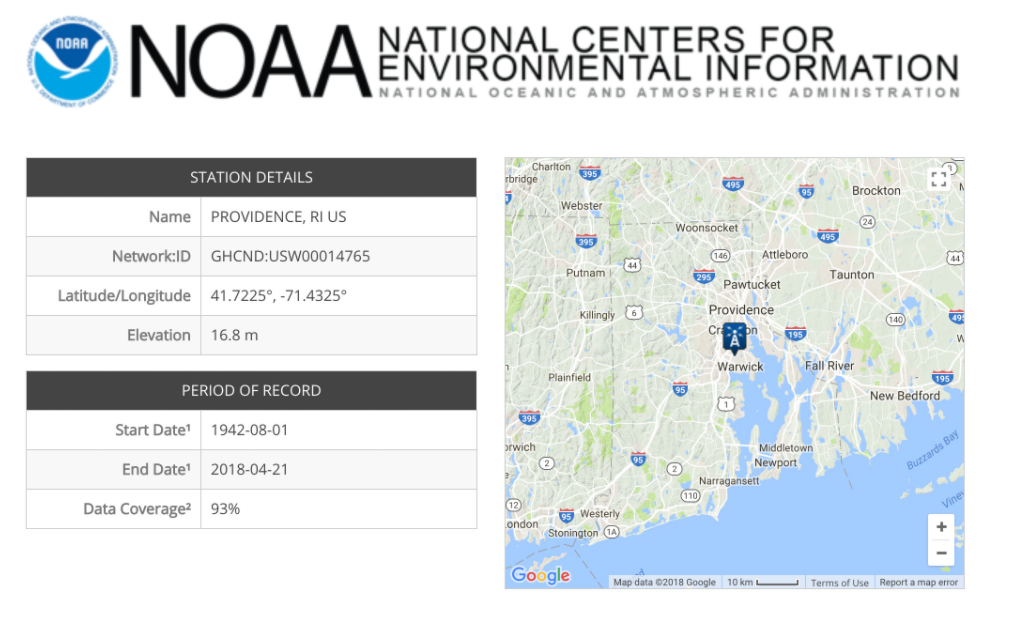 NOAA
NATIONAL OCEANIC AND ATMOSPHERIC ADMINISTRATION
U.S. DEPARTMENT OF COMMERCE
NOAA NATIONAL CENTERS FOR
ENVIRONMENTAL INFORMATION
NATIONAL OCEANIC AND ATMOSPHERIC ADMINISTRATION
STATION DETAILS
Name PROVIDENCE, RI US
Network:ID GHCND:USW00014765
Latitude/Longitude 41.7225°, -71.4325°
Elevation 16.8 m
PERIOD OF RECORD
Start Date¹ 1942-08-01
End Date¹ 2018-04-21
Data Coverage² 93%
Charlton
395
rbridge
495
95
Brockton
Webster
24
Woonsocket
495
395
146
Attleboro
44
44
Putnam
295
Taunton
Pawtucket
Killingly
6
Providence
140
495
195
Warwick
Fall River
Plainfield
195
95
New Bedford
1
395
Buzzards Bay
orwich
Middletown
2
95
Newport
2
Narragansett
110
Vine
12
Westerly
95
ondon
Stonington
1A
+
−
Google
Map data ©2018 Google
10 km
Terms of Use
Report a map error